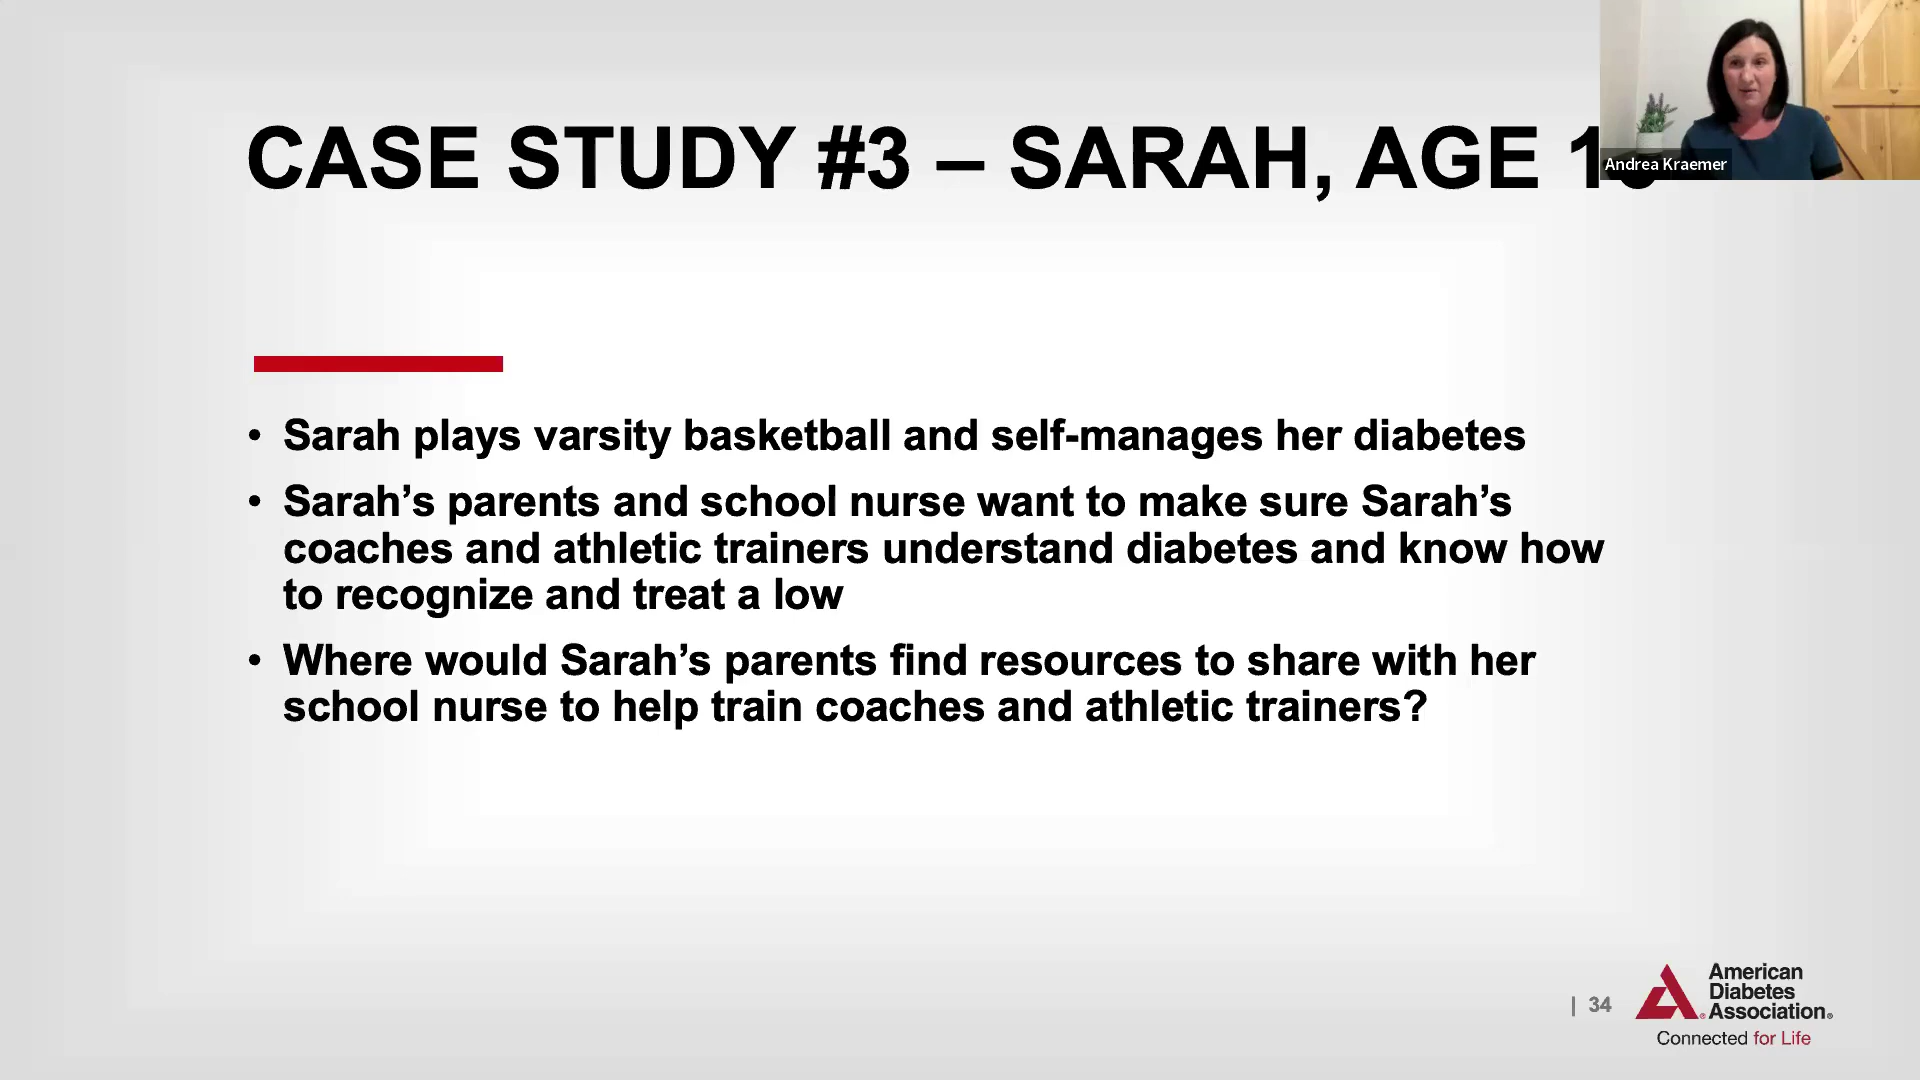 CASE STUDY #3 – SARAH, AGE
Andrea Kraemer
• Sarah plays varsity basketball and self-manages her diabetes
• Sarah’s parents and school nurse want to make sure Sarah’s
coaches and athletic trainers understand diabetes and know how
to recognize and treat a low
• Where would Sarah’s parents find resources to share with her
school nurse to help train coaches and athletic trainers?
| 34
American
Diabetes
Association®
Connected for Life